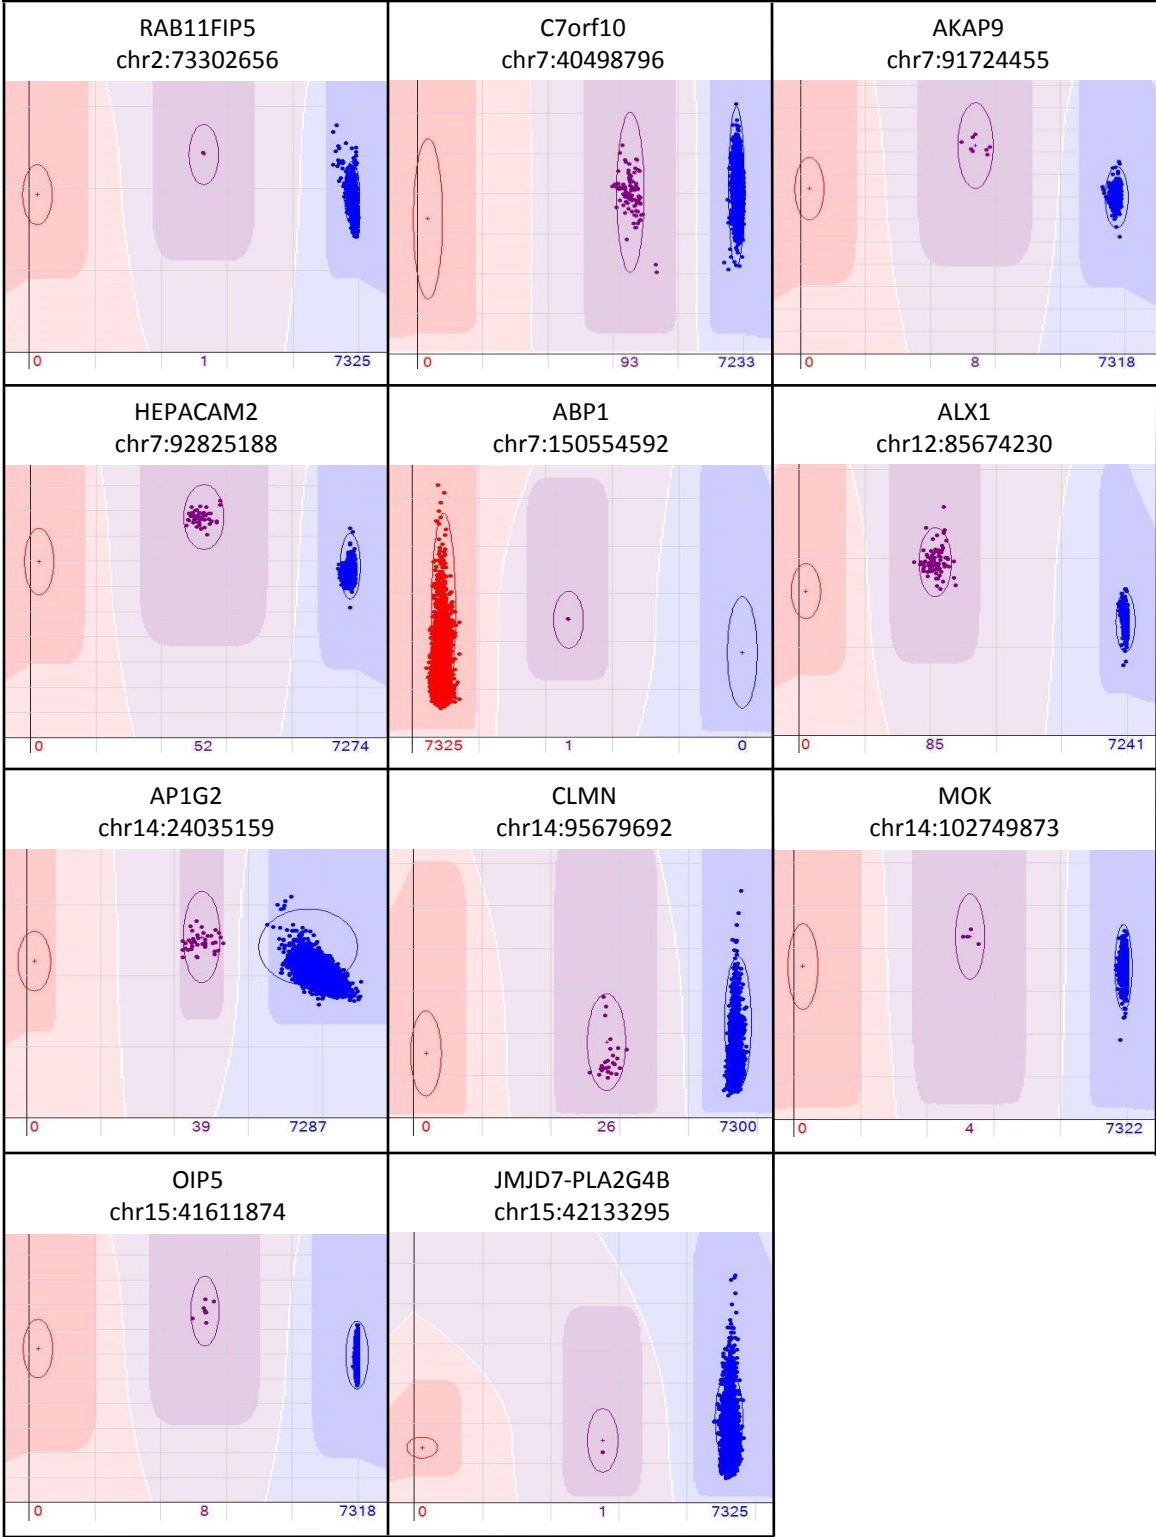 RAB11FIP5
chr2:73302656
0 1 7325
C7orf10
chr7:40498796
0 93 7233
AKAP9
chr7:91724455
0 8 7318
HEPACAM2
chr7:92825188
0 52 7274
ABP1
chr7:150554592
7325 1 0
ALX1
chr12:85674230
0 85 7241
AP1G2
chr14:24035159
0 39 7287
CLMN
chr14:95679692
0 26 7300
MOK
chr14:102749873
0 4 7322
OIP5
chr15:41611874
0 8 7318
JMJD7-PLA2G4B
chr15:42133295
0 1 7325